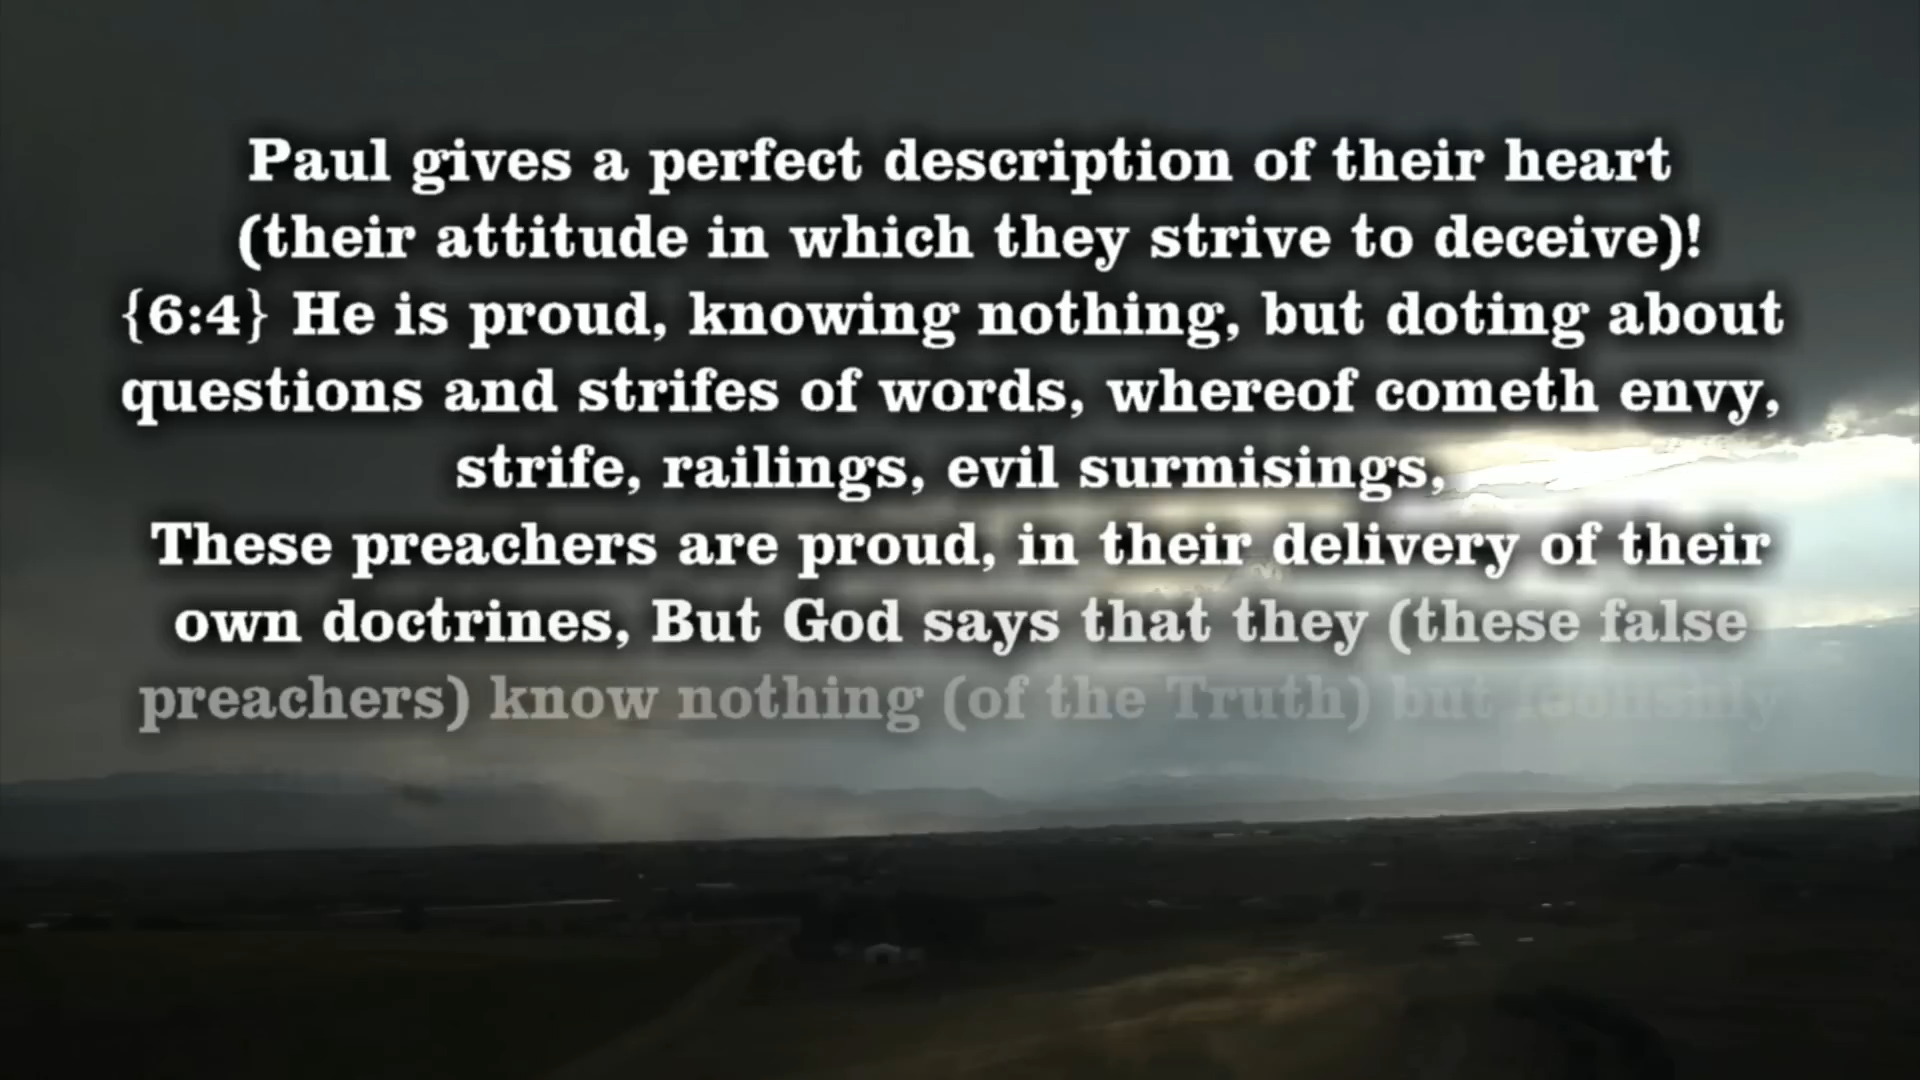 Paul gives a perfect description of their heart
(their attitude in which they strive to deceive)!
{6:4} He is proud, knowing nothing, but doting about
questions and strifes of words, whereof cometh envy,
strife, railings, evil surmisings,
These preachers are proud, in their delivery of their
own doctrines, But God says that they (these false
preachers) know nothing (of the Truth) but